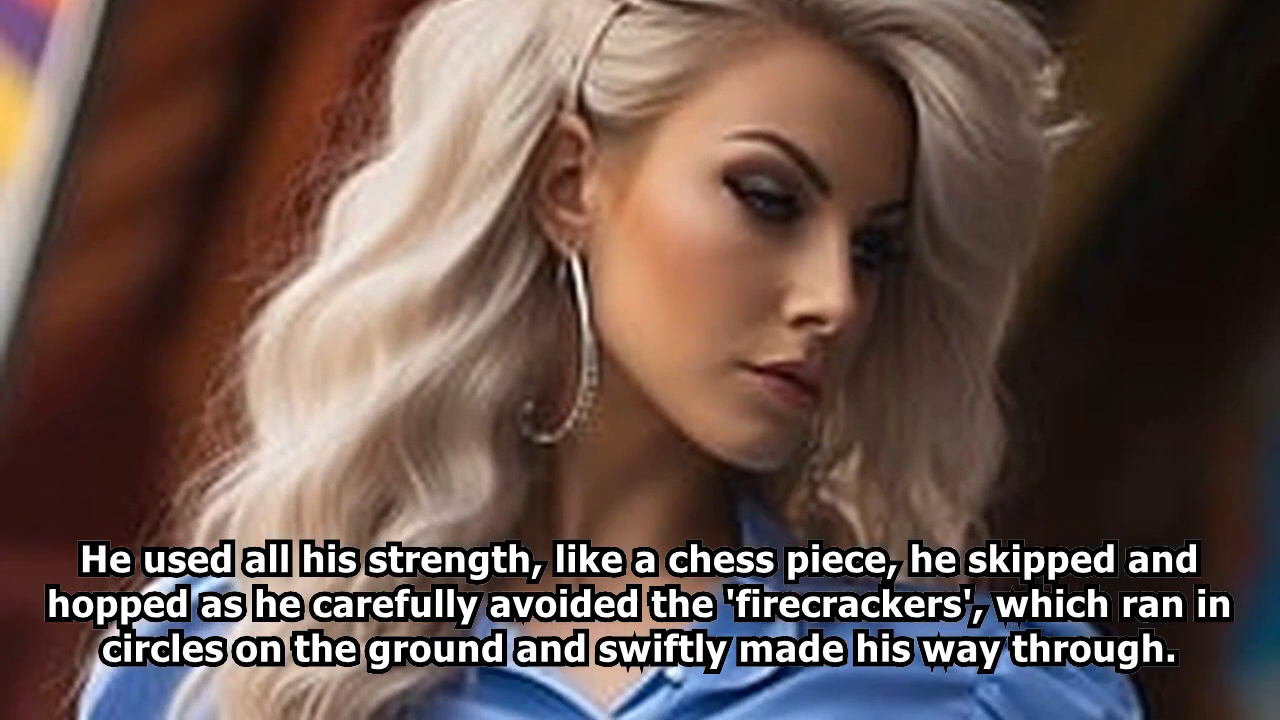 He used all his strength, like a chess piece, he skipped and
hopped as he carefully avoided the 'firecrackers', which ran in
circles on the ground and swiftly made his way through.